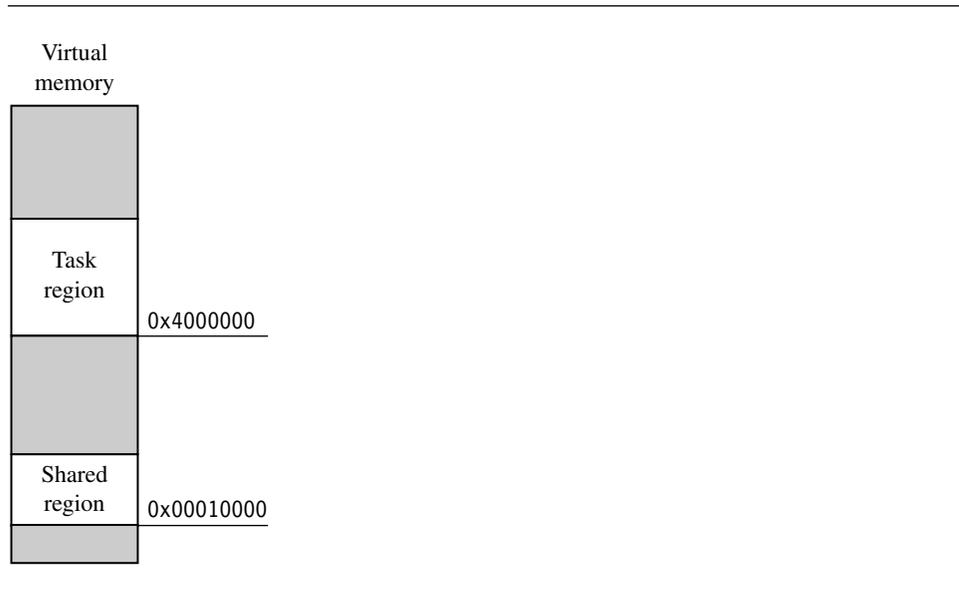 Virtual
memory
Task
region
0x4000000
Shared
region
0x00010000